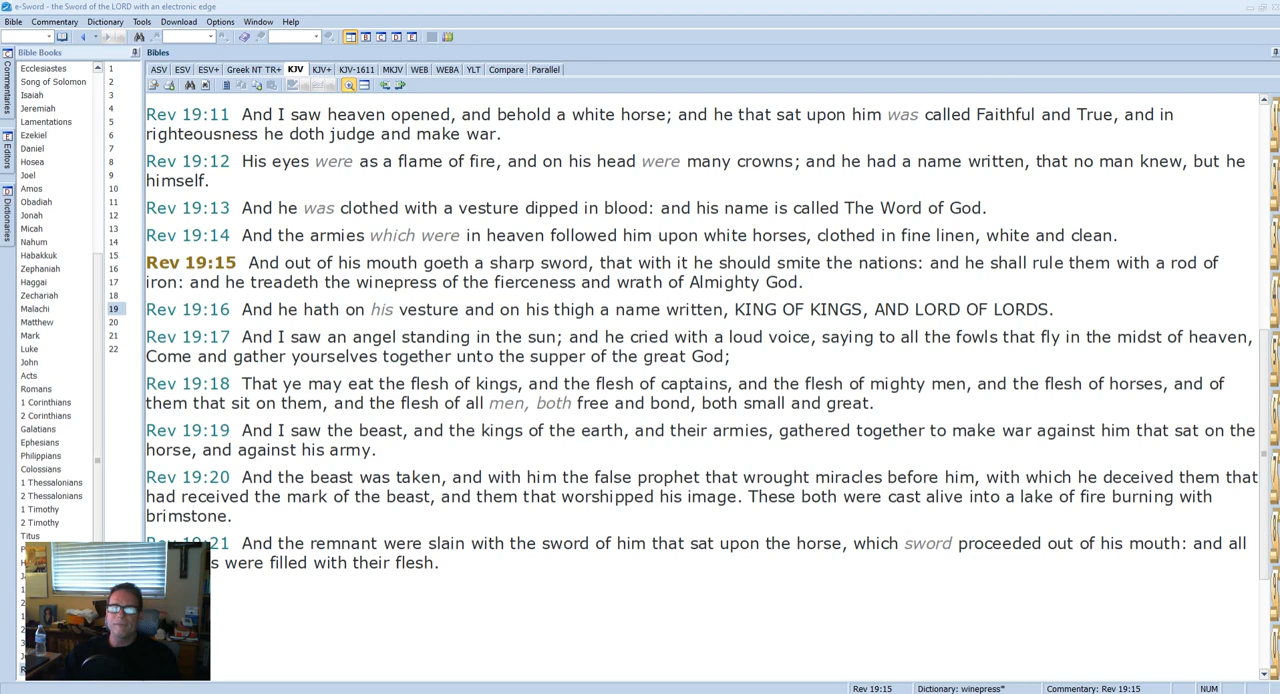 e-Sword - the Sword of the LORD with an electronic edge
Bible Commentary Dictionary Tools Download Options Window Help
B C D E
Bible Books
Bibles
ASV ESV ESV+ Greek NT TR+ KJV KJV+ KJV-1611 MKJV WEB WEBA YLT Compare Parallel
C Commentaries
E Editors
D Dictionaries
Ecclesiastes
Song of Solomon
Isaiah
Jeremiah
Lamentations
Ezekiel
Daniel
Hosea
Joel
Amos
Obadiah
Jonah
Micah
Nahum
Habakkuk
Zephaniah
Haggai
Zechariah
Malachi
Matthew
Mark
Luke
John
Acts
Romans
1 Corinthians
2 Corinthians
Galatians
Ephesians
Philippians
Colossians
1 Thessalonians
2 Thessalonians
1 Timothy
2 Timothy
Titus
1
2
3
4
5
6
7
8
9
10
11
12
13
14
15
16
17
18
19
20
21
22
Rev 19:11 And I saw heaven opened, and behold a white horse; and he that sat upon him was called Faithful and True, and in
righteousness he doth judge and make war.
Rev 19:12 His eyes were as a flame of fire, and on his head were many crowns; and he had a name written, that no man knew, but he
himself.
Rev 19:13 And he was clothed with a vesture dipped in blood: and his name is called The Word of God.
Rev 19:14 And the armies which were in heaven followed him upon white horses, clothed in fine linen, white and clean.
Rev 19:15 And out of his mouth goeth a sharp sword, that with it he should smite the nations: and he shall rule them with a rod of
iron: and he treadeth the winepress of the fierceness and wrath of Almighty God.
Rev 19:16 And he hath on his vesture and on his thigh a name written, KING OF KINGS, AND LORD OF LORDS.
Rev 19:17 And I saw an angel standing in the sun; and he cried with a loud voice, saying to all the fowls that fly in the midst of heaven,
Come and gather yourselves together unto the supper of the great God;
Rev 19:18 That ye may eat the flesh of kings, and the flesh of captains, and the flesh of mighty men, and the flesh of horses, and of
them that sit on them, and the flesh of all men, both free and bond, both small and great.
Rev 19:19 And I saw the beast, and the kings of the earth, and their armies, gathered together to make war against him that sat on the
horse, and against his army.
Rev 19:20 And the beast was taken, and with him the false prophet that wrought miracles before him, with which he deceived them that
had received the mark of the beast, and them that worshipped his image. These both were cast alive into a lake of fire burning with
brimstone.
21 And the remnant were slain with the sword of him that sat upon the horse, which sword proceeded out of his mouth: and all
s were filled with their flesh.
Rev 19:15 Dictionary: winepress* Commentary: Rev 19:15 NUM